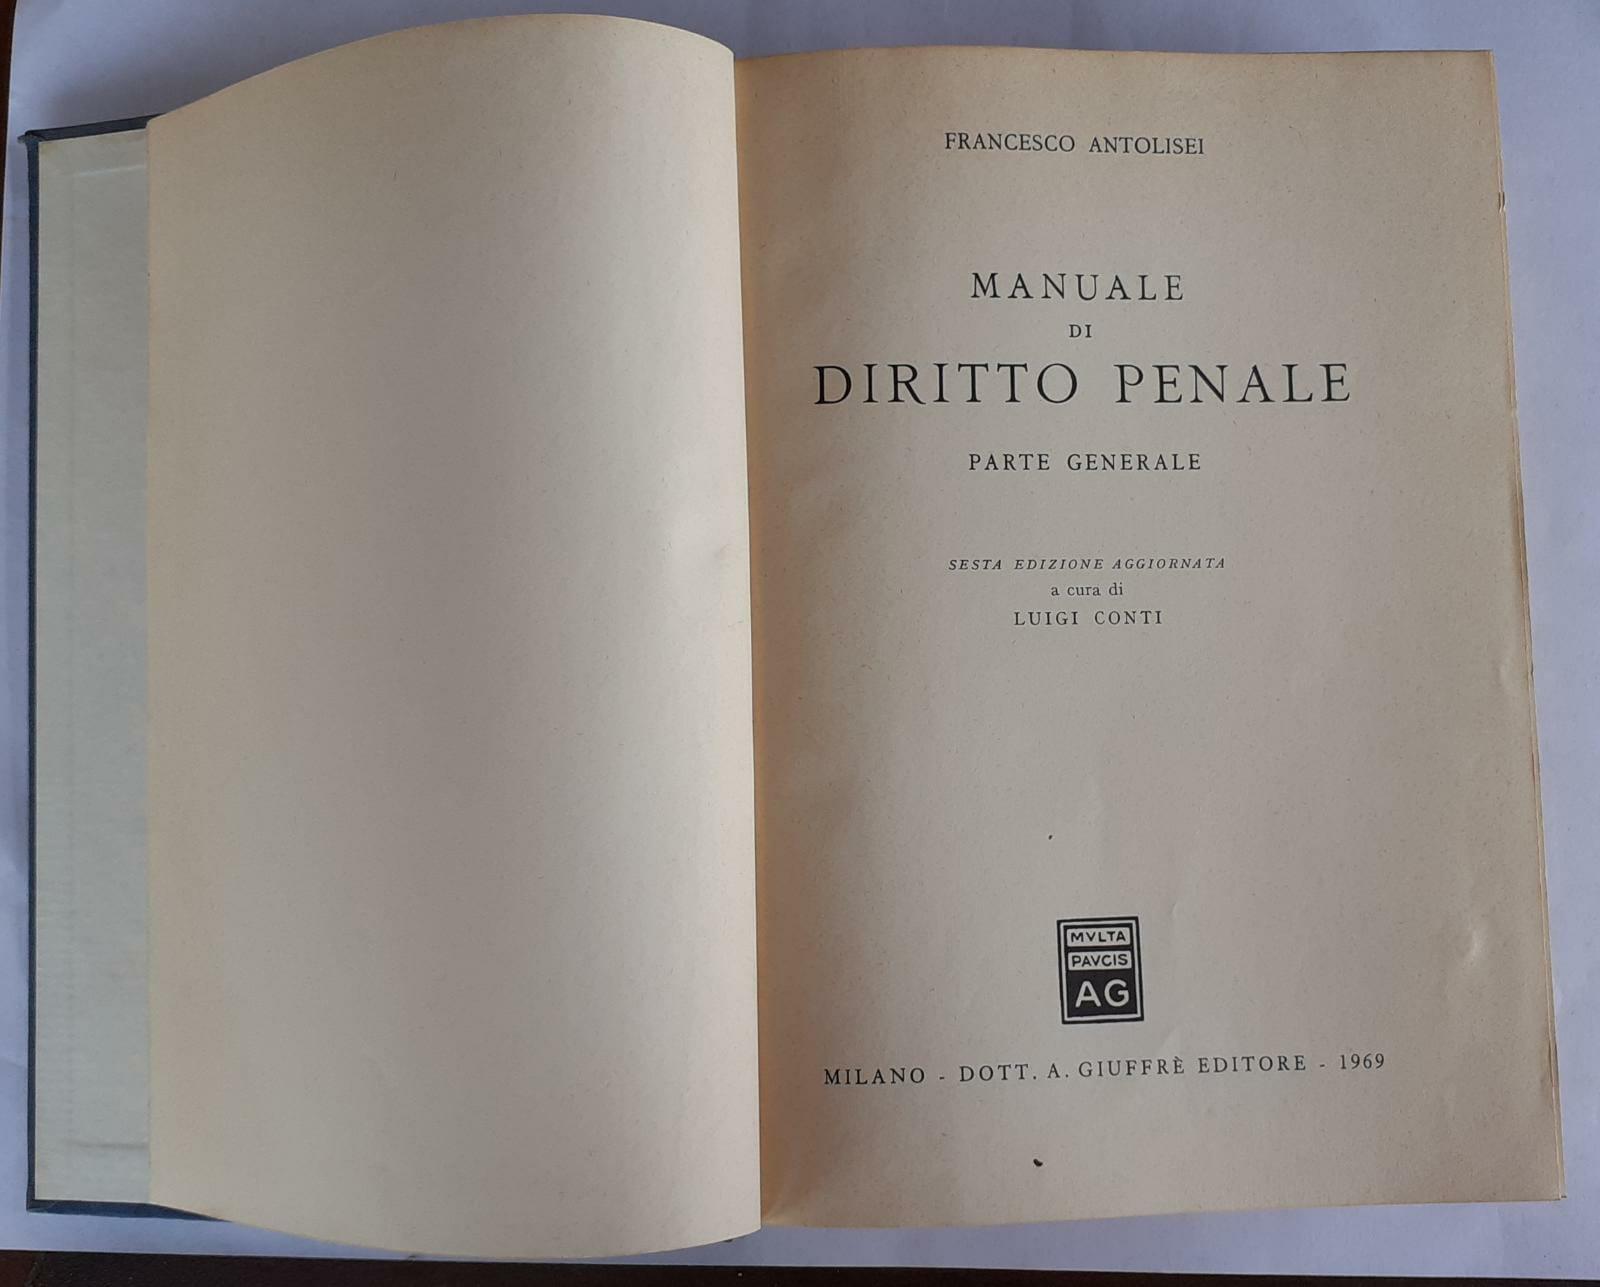 FRANCESCO ANTOLISEI
MANUALE
DI
DIRITTO PENALE
PARTE GENERALE
SESTA EDIZIONE AGGIORNATA
a cura di
LUIGI CONTI
MVLTA
PAVCIS
AG
MILANO - DOTT. A. GIUFFRÈ EDITORE - 1969